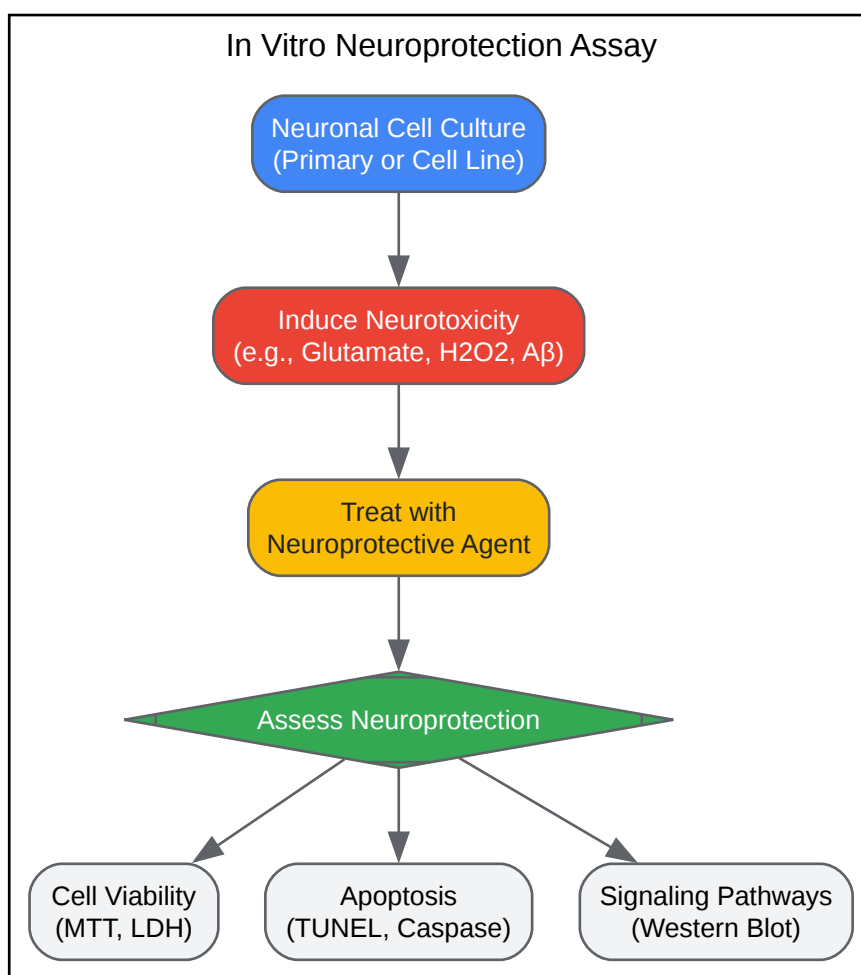 In Vitro Neuroprotection Assay
Neuronal Cell Culture
(Primary or Cell Line)
Induce Neurotoxicity
(e.g., Glutamate, H2O2, Aβ)
Treat with
Neuroprotective Agent
Assess Neuroprotection
Cell Viability
(MTT, LDH)
Apoptosis
(TUNEL, Caspase)
Signaling Pathways
(Western Blot)